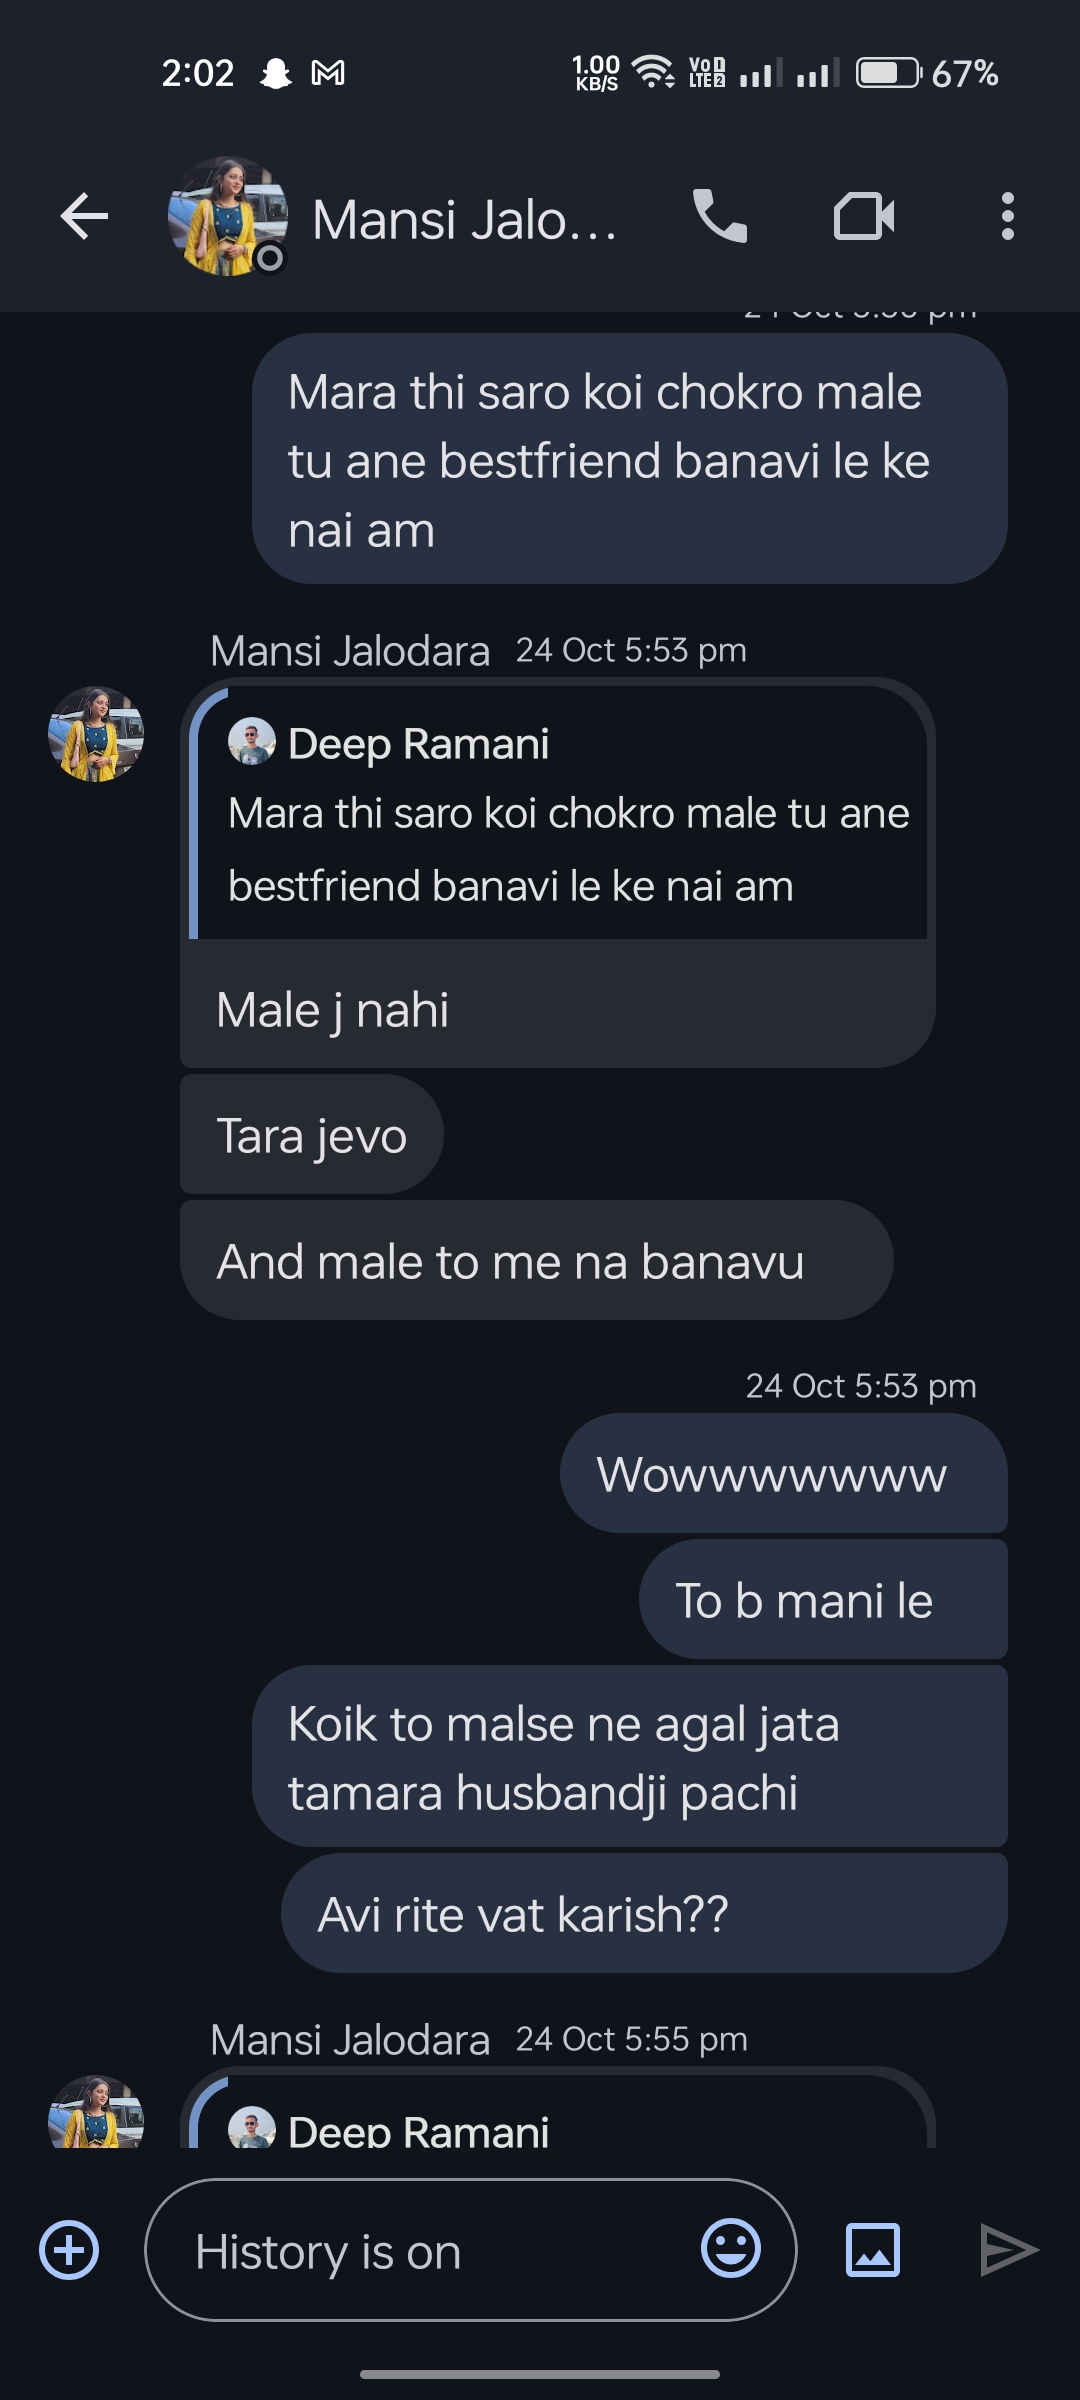 2:02
1.00
KB/S
Vo
LTE 2
67%
Mansi Jalo...
Mara thi saro koi chokro male
tu ane bestfriend banavi le ke
nai am
Mansi Jalodara 24 Oct 5:53 pm
Deep Ramani
Mara thi saro koi chokro male tu ane
bestfriend banavi le ke nai am
Male j nahi
Tara jevo
And male to me na banavu
24 Oct 5:53 pm
Wowwwwwww
To b mani le
Koik to malse ne agal jata
tamara husbandji pachi
Avi rite vat karish??
Mansi Jalodara 24 Oct 5:55 pm
Deep Ramani
History is on